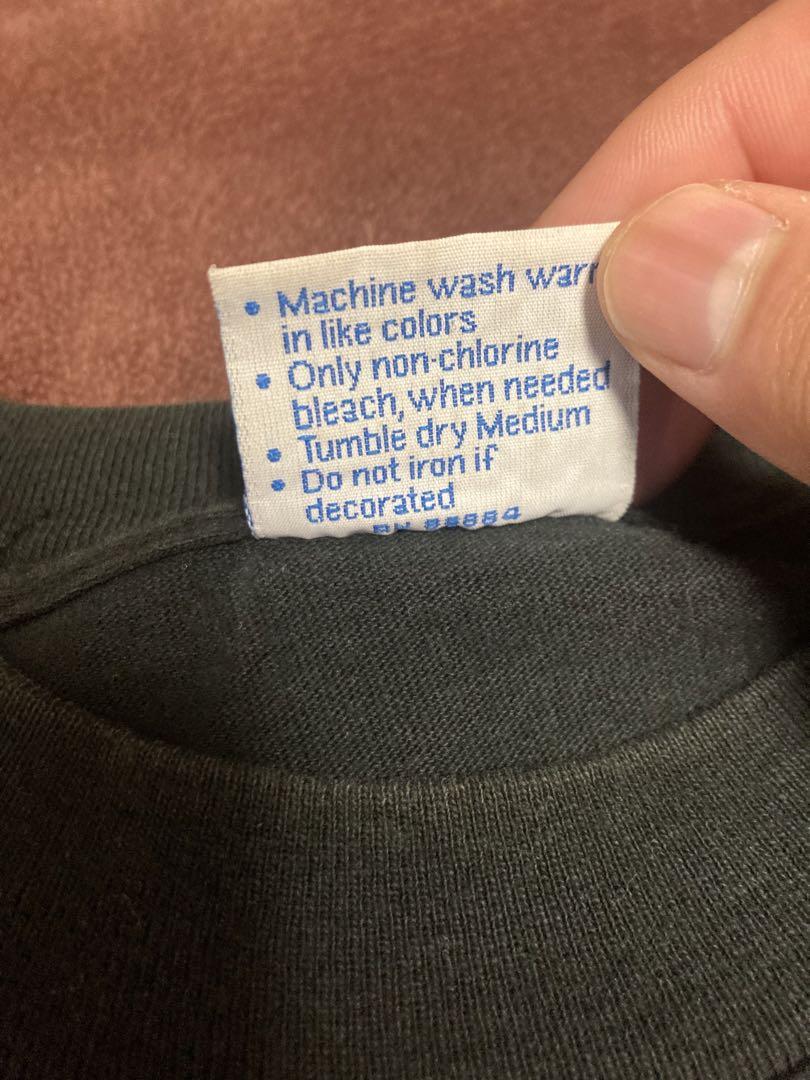 • Machine wash warm
in like colors
• Only non-chlorine
bleach, when needed
• Tumble dry Medium
• Do not iron if
decorated